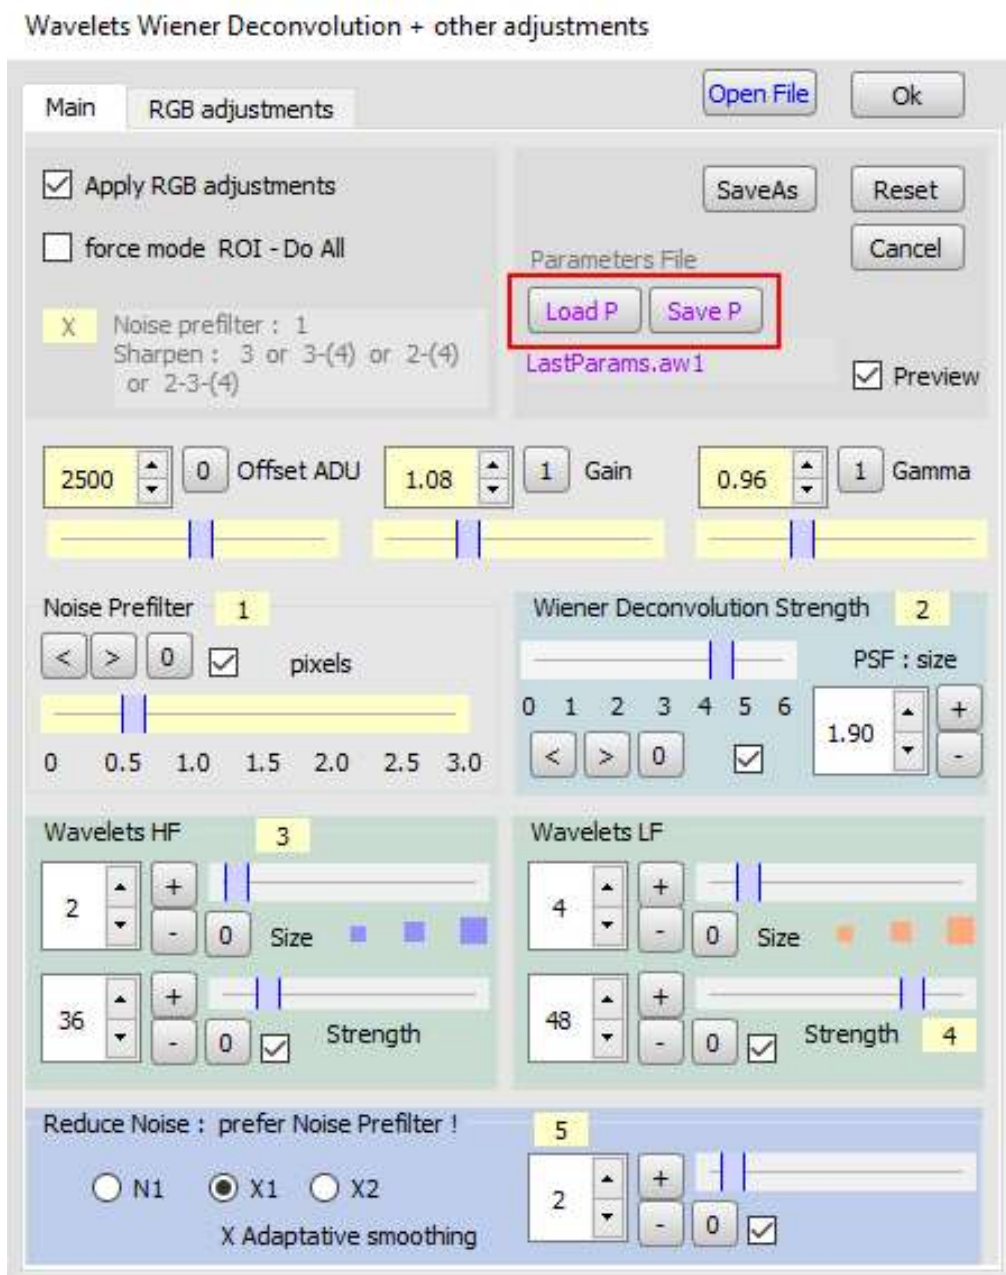 Wavelets Wiener Deconvolution + other adjustments
Main RGB adjustments Open File Ok
Apply RGB adjustments
force mode ROI - Do All
SaveAs Reset
Parameters File Cancel
Load P Save P
LastParams.aw1
Preview
X Noise prefilter : 1
Sharpen : 3 or 3-(4) or 2-(4)
or 2-3-(4)
2500 0 Offset ADU 1.08 1 Gain 0.96 1 Gamma
Noise Prefilter 1
< > 0 pixels
0 0.5 1.0 1.5 2.0 2.5 3.0
Wiener Deconvolution Strength 2
PSF : size
0 1 2 3 4 5 6
< > 0 1.90 + -
Wavelets HF 3
2 + - 0 Size
36 + - 0 Strength
Wavelets LF
4 + - 0 Size
48 + - 0 Strength 4
Reduce Noise : prefer Noise Prefilter ! 5
N1 X1 X2
X Adaptative smoothing
2 + - 0